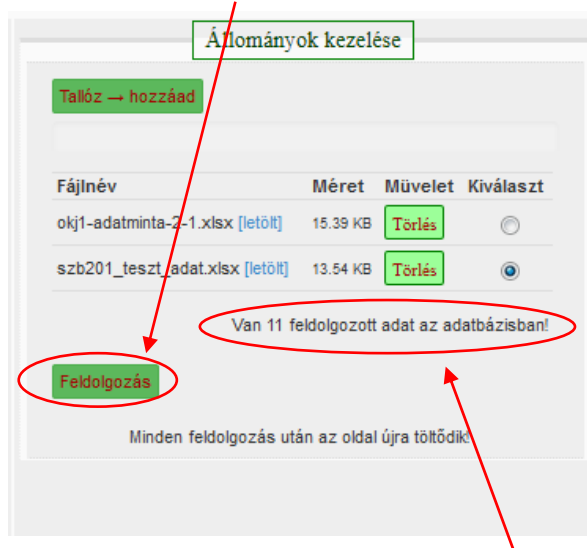 Állományok kezelése
Tallóz → hozzáad
Fájlnév Méret Müvelet Kiválaszt
okj1-adatminta-2-1.xlsx [letölt] 15.39 KB Törlés
szb201_teszt_adat.xlsx [letölt] 13.54 KB Törlés
Van 11 feldolgozott adat az adatbázisban!
Feldolgozás
Minden feldolgozás után az oldal újra töltődik!